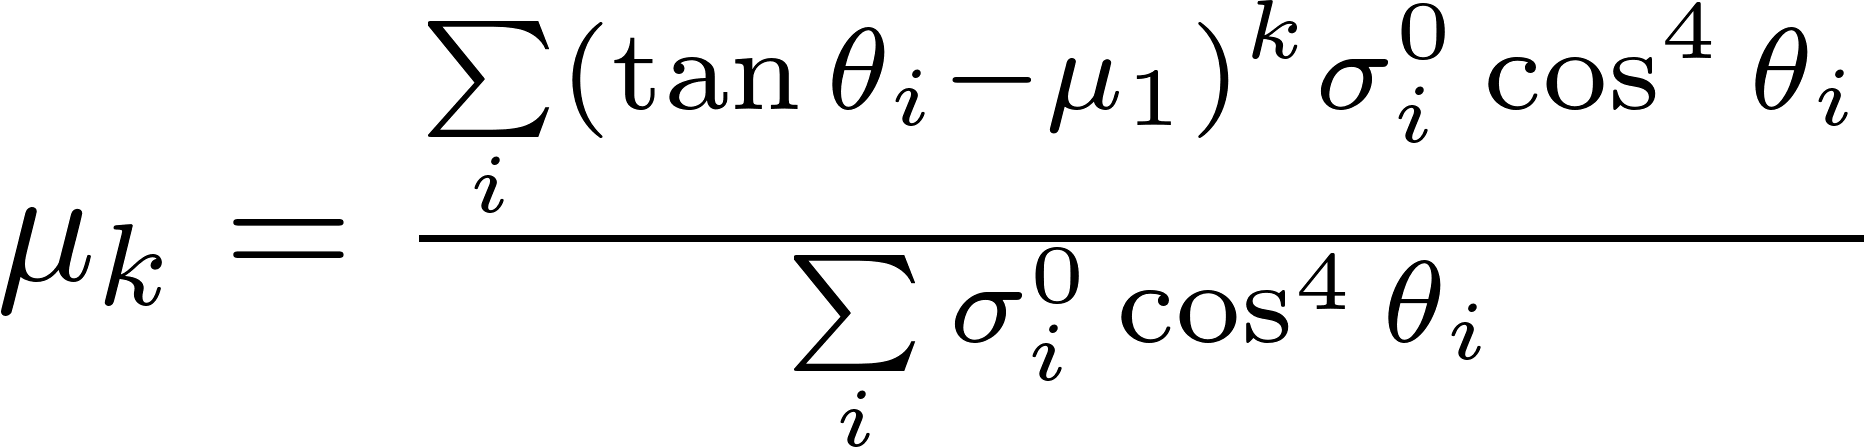 μ_k = \frac{\sum_i (\tan θ_i - μ_1)^k σ_i^0 \cos^4 θ_i}{\sum_i σ_i^0 \cos^4 θ_i}